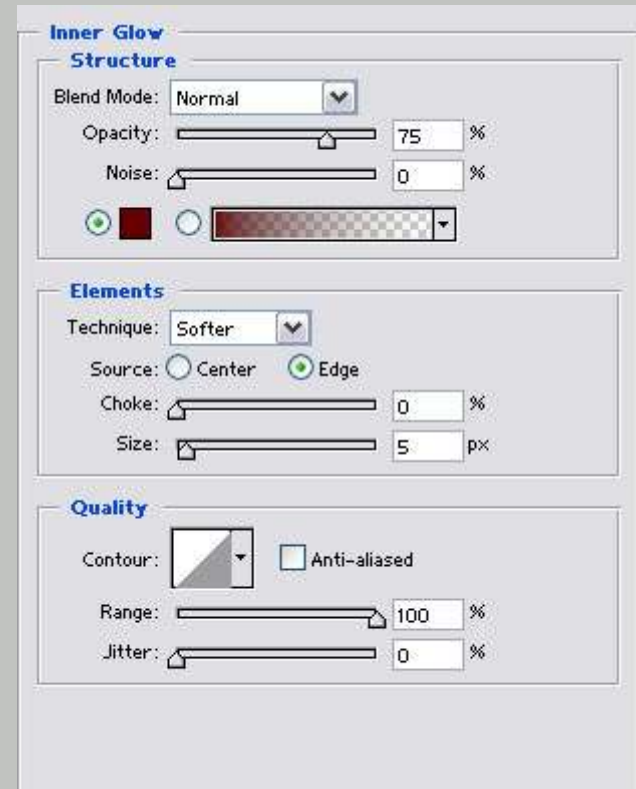 Inner Glow
Structure
Blend Mode: Normal
Opacity: 75 %
Noise: 0 %
Elements
Technique: Softer
Source: Center Edge
Choke: 0 %
Size: 5 px
Quality
Contour: Anti-aliased
Range: 100 %
Jitter: 0 %